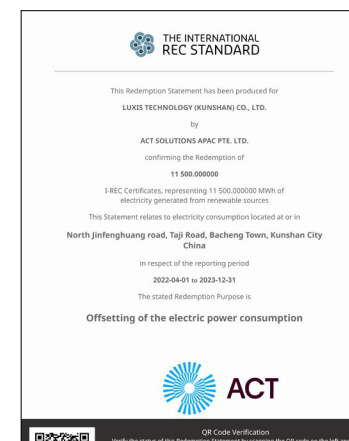 THE INTERNATIONAL
REC STANDARD
This Redemption Statement has been produced for
LUXIS TECHNOLOGY (KUNSHAN) CO., LTD.
by
ACT SOLUTIONS APAC PTE. LTD.
confirming the Redemption of
11 500.000000
I-REC Certificates, representing 11 500.000000 MWh of
electricity generated from renewable sources
This Statement relates to electricity consumption located at or in
North Jinfenghuang road, Taji Road, Bacheng Town, Kunshan City
China
in respect of the reporting period
2022-04-01 to 2023-12-31
The stated Redemption Purpose is
Offsetting of the electric power consumption
ACT
QR Code Verification